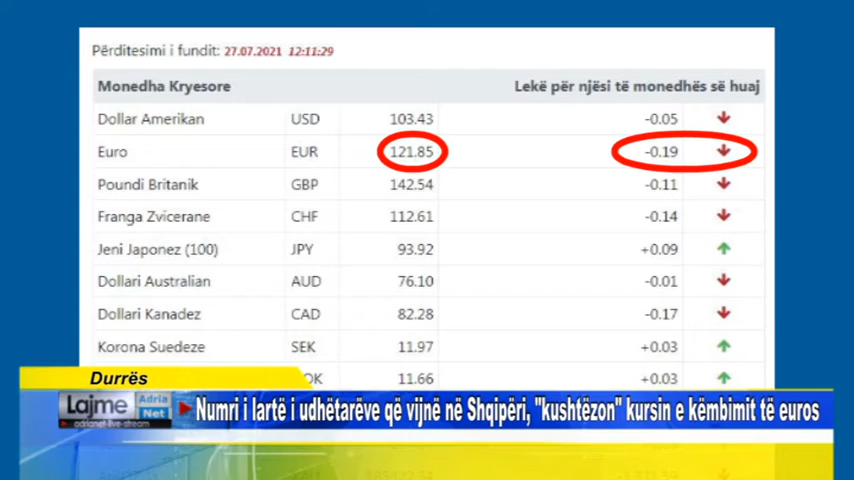 Përditesimi i fundit: 27.07.2021 12:11:29
Monedha Kryesore Lekë për njësi të monedhës së huaj
Dollar Amerikan USD 103.43 -0.05
Euro EUR 121.85 -0.19
Poundi Britanik GBP 142.54 -0.11
Franga Zvicerane CHF 112.61 -0.14
Jeni Japonez (100) JPY 93.92 +0.09
Dollari Australian AUD 76.10 -0.01
Dollari Kanadez CAD 82.28 -0.17
Korona Suedeze SEK 11.97 +0.03
OK 11.66 +0.03
Durrës
Lajme Adria Net
adrianet-live-stream
Numri i lartë i udhëtarëve që vijnë në Shqipëri, "kushtëzon" kursin e këmbimit të euros